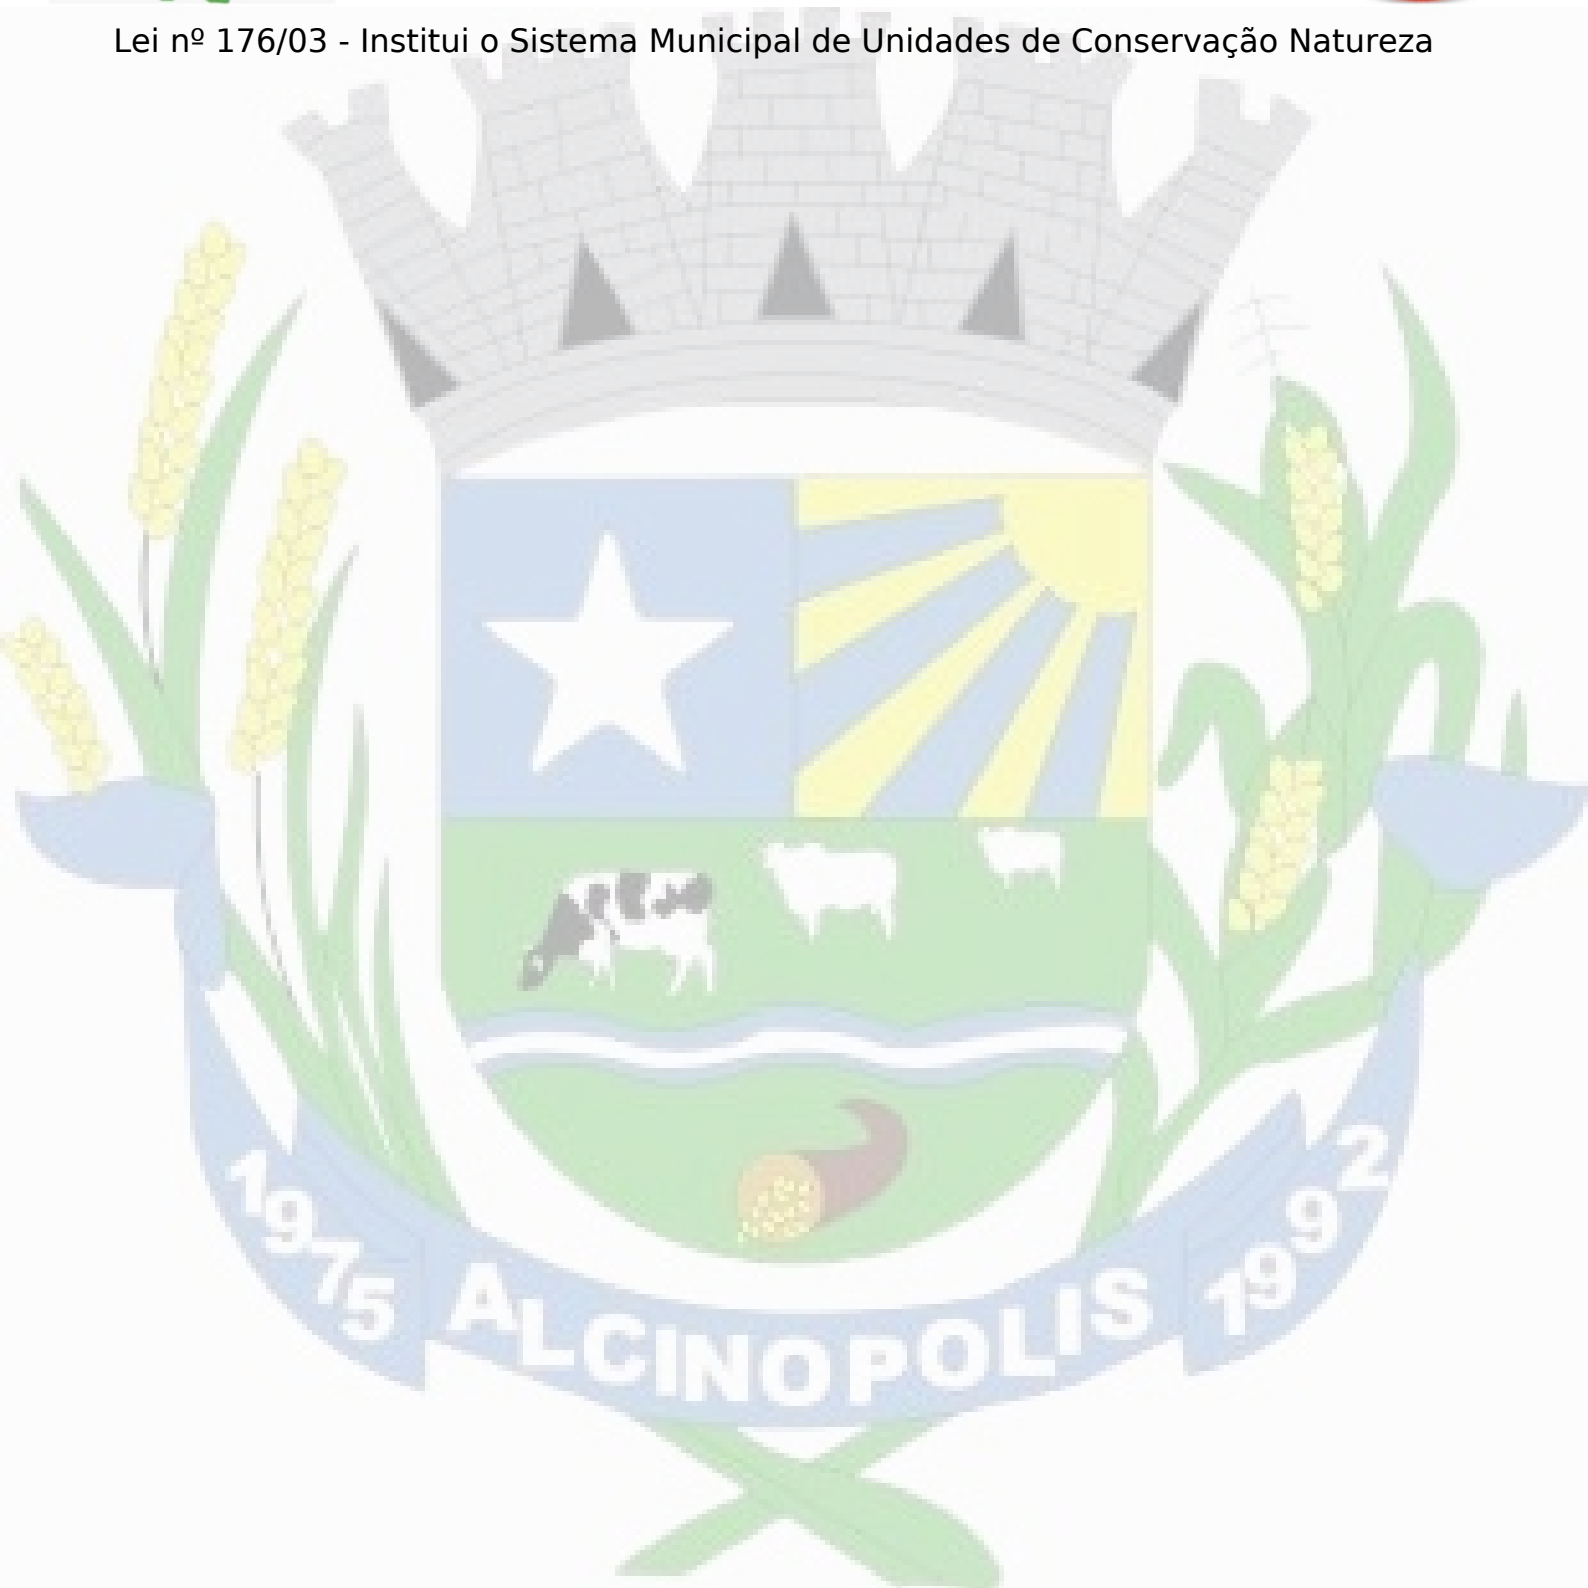 Lei nº 176/03 - Institui o Sistema Municipal de Unidades de Conservação Natureza
1975 ALCINOPOLIS 1992